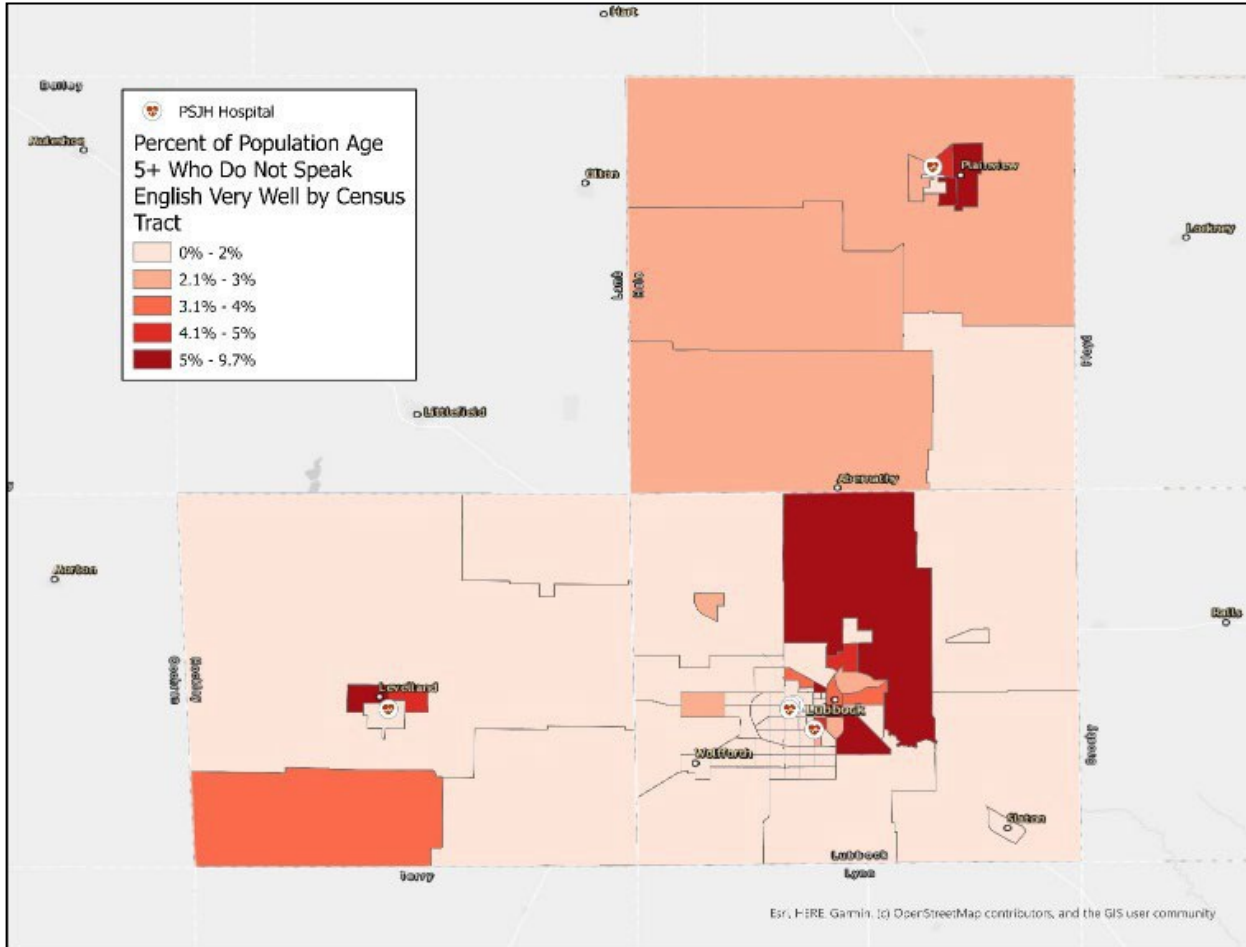 Hart
Bailey
Muleshoe
PSJH Hospital
Percent of Population Age
5+ Who Do Not Speak
English Very Well by Census
Tract
0% - 2%
2.1% - 3%
3.1% - 4%
4.1% - 5%
5% - 9.7%
Olton
Plainview
Lockney
Lamb
Hale
Floyd
Littlefield
Abernathy
Morton
Ralls
Cochran
Hockley
Levelland
Lubbock
Wolfforth
Crosby
Slaton
Lubbock
Terry
Lynn
Esri, HERE, Garmin, (c) OpenStreetMap contributors, and the GIS user community